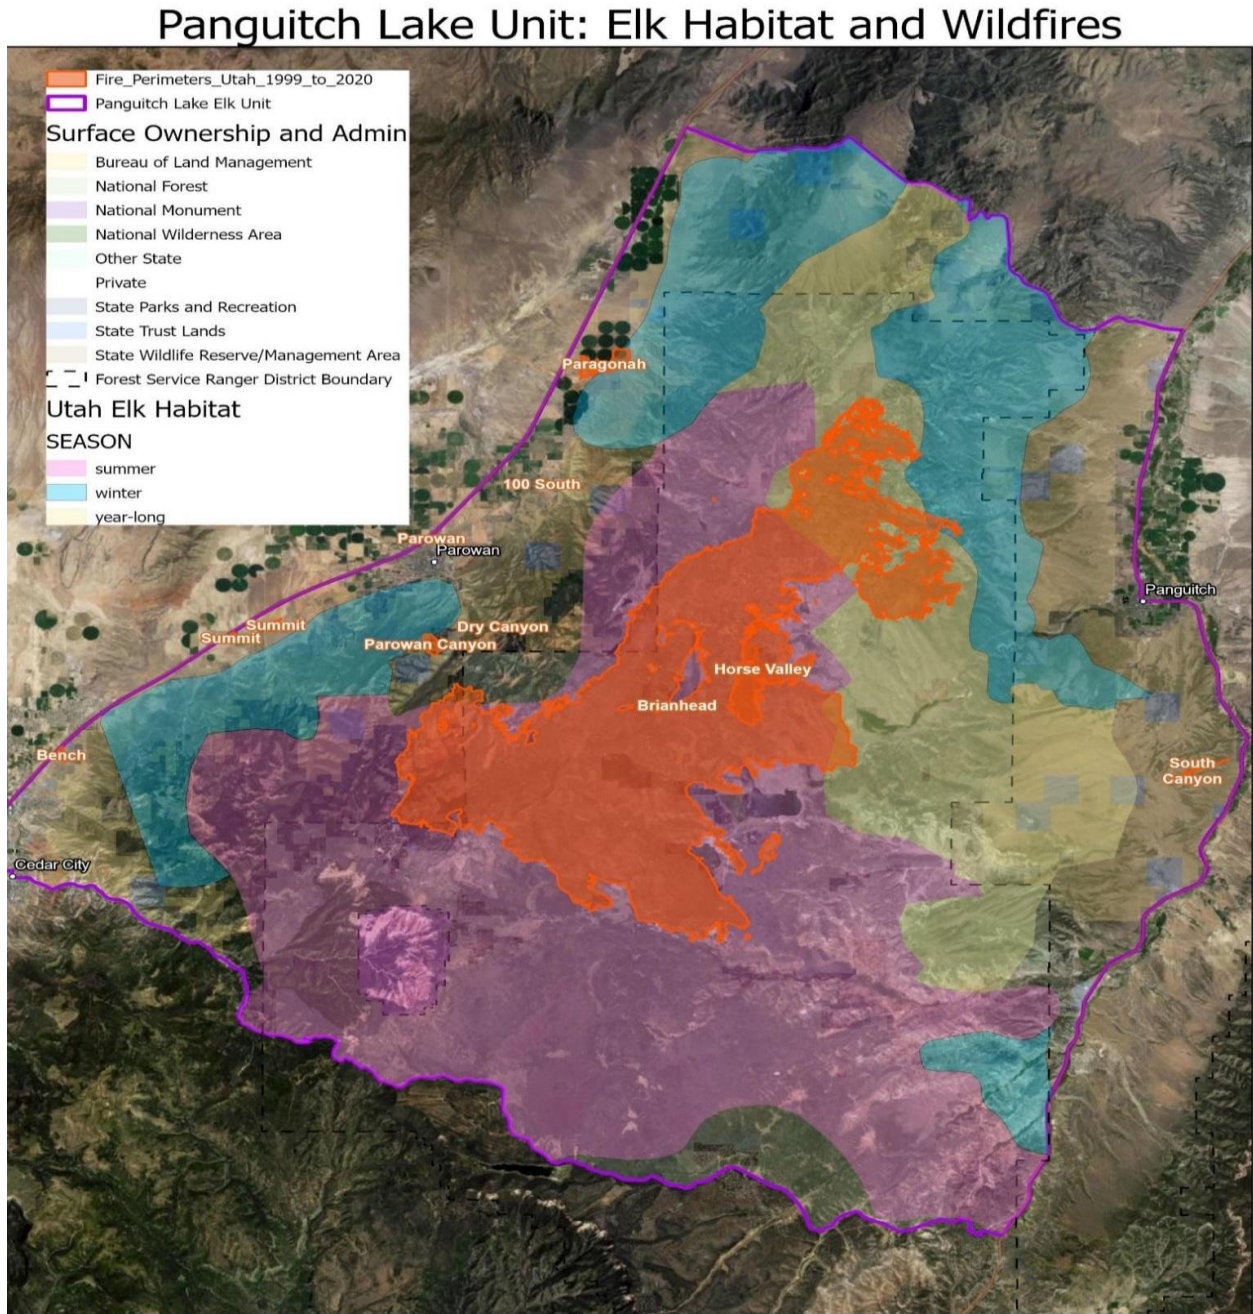 Panguitch Lake Unit: Elk Habitat and Wildfires
Fire_Perimeters_Utah_1999_to_2020
Panguitch Lake Elk Unit
Surface Ownership and Admin
Bureau of Land Management
National Forest
National Monument
National Wilderness Area
Other State
Private
State Parks and Recreation
State Trust Lands
State Wildlife Reserve/Management Area
Forest Service Ranger District Boundary
Utah Elk Habitat
SEASON
summer
winter
year-long
Paragonah
100 South
Parowan
Parowan
Panguitch
Summit
Summit
Dry Canyon
Parowan Canyon
Horse Valley
Brianhead
Bench
South
Canyon
Cedar City